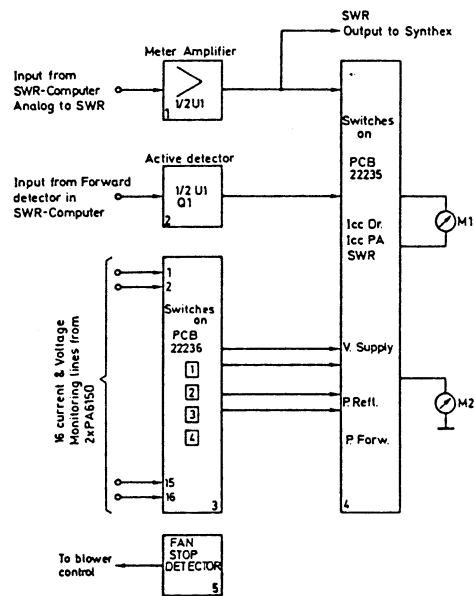 SWR
Output to Synthex
Meter Amplifier
Input from
SWR-Computer
Analog to SWR
1/2 U1
1
Switches
on
PCB
22235
Active detector
Input from Forward
detector in
SWR-Computer
1/2 U1
Q1
2
Icc Dr.
Icc PA
SWR
M1
16 current & Voltage
Monitoring lines from
2xPA6150
1
2
Switches
on
PCB
22236
1
2
3
4
15
16
3
V. Supply
P. Refl.
P. Forw.
4
M2
To blower
control
FAN
STOP
DETECTOR
5